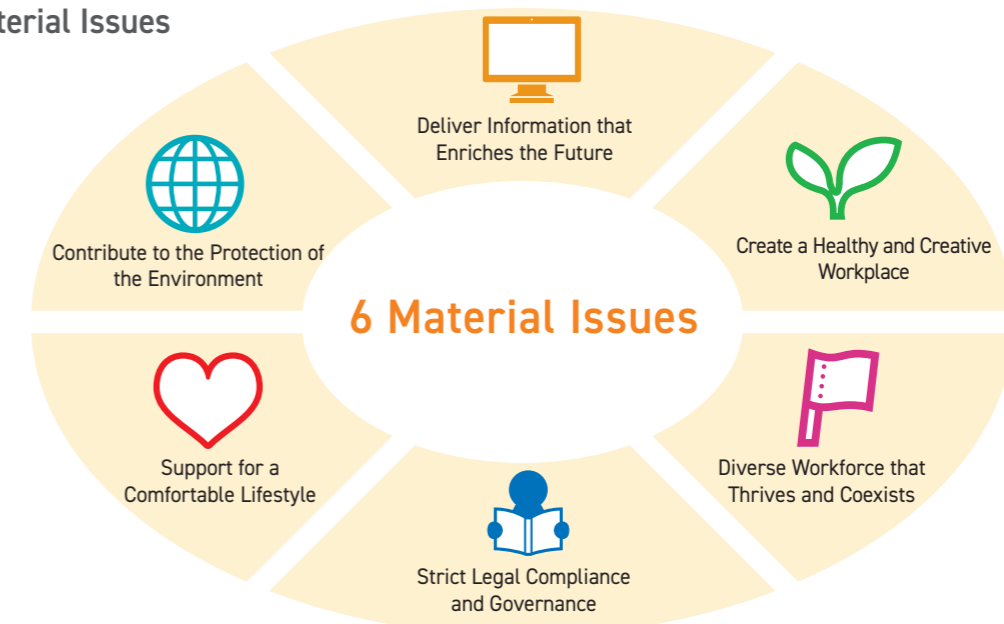 Material Issues
Deliver Information that
Enriches the Future
Contribute to the Protection of
the Environment
Create a Healthy and Creative
Workplace
6 Material Issues
Support for a
Comfortable Lifestyle
Diverse Workforce that
Thrives and Coexists
Strict Legal Compliance
and Governance